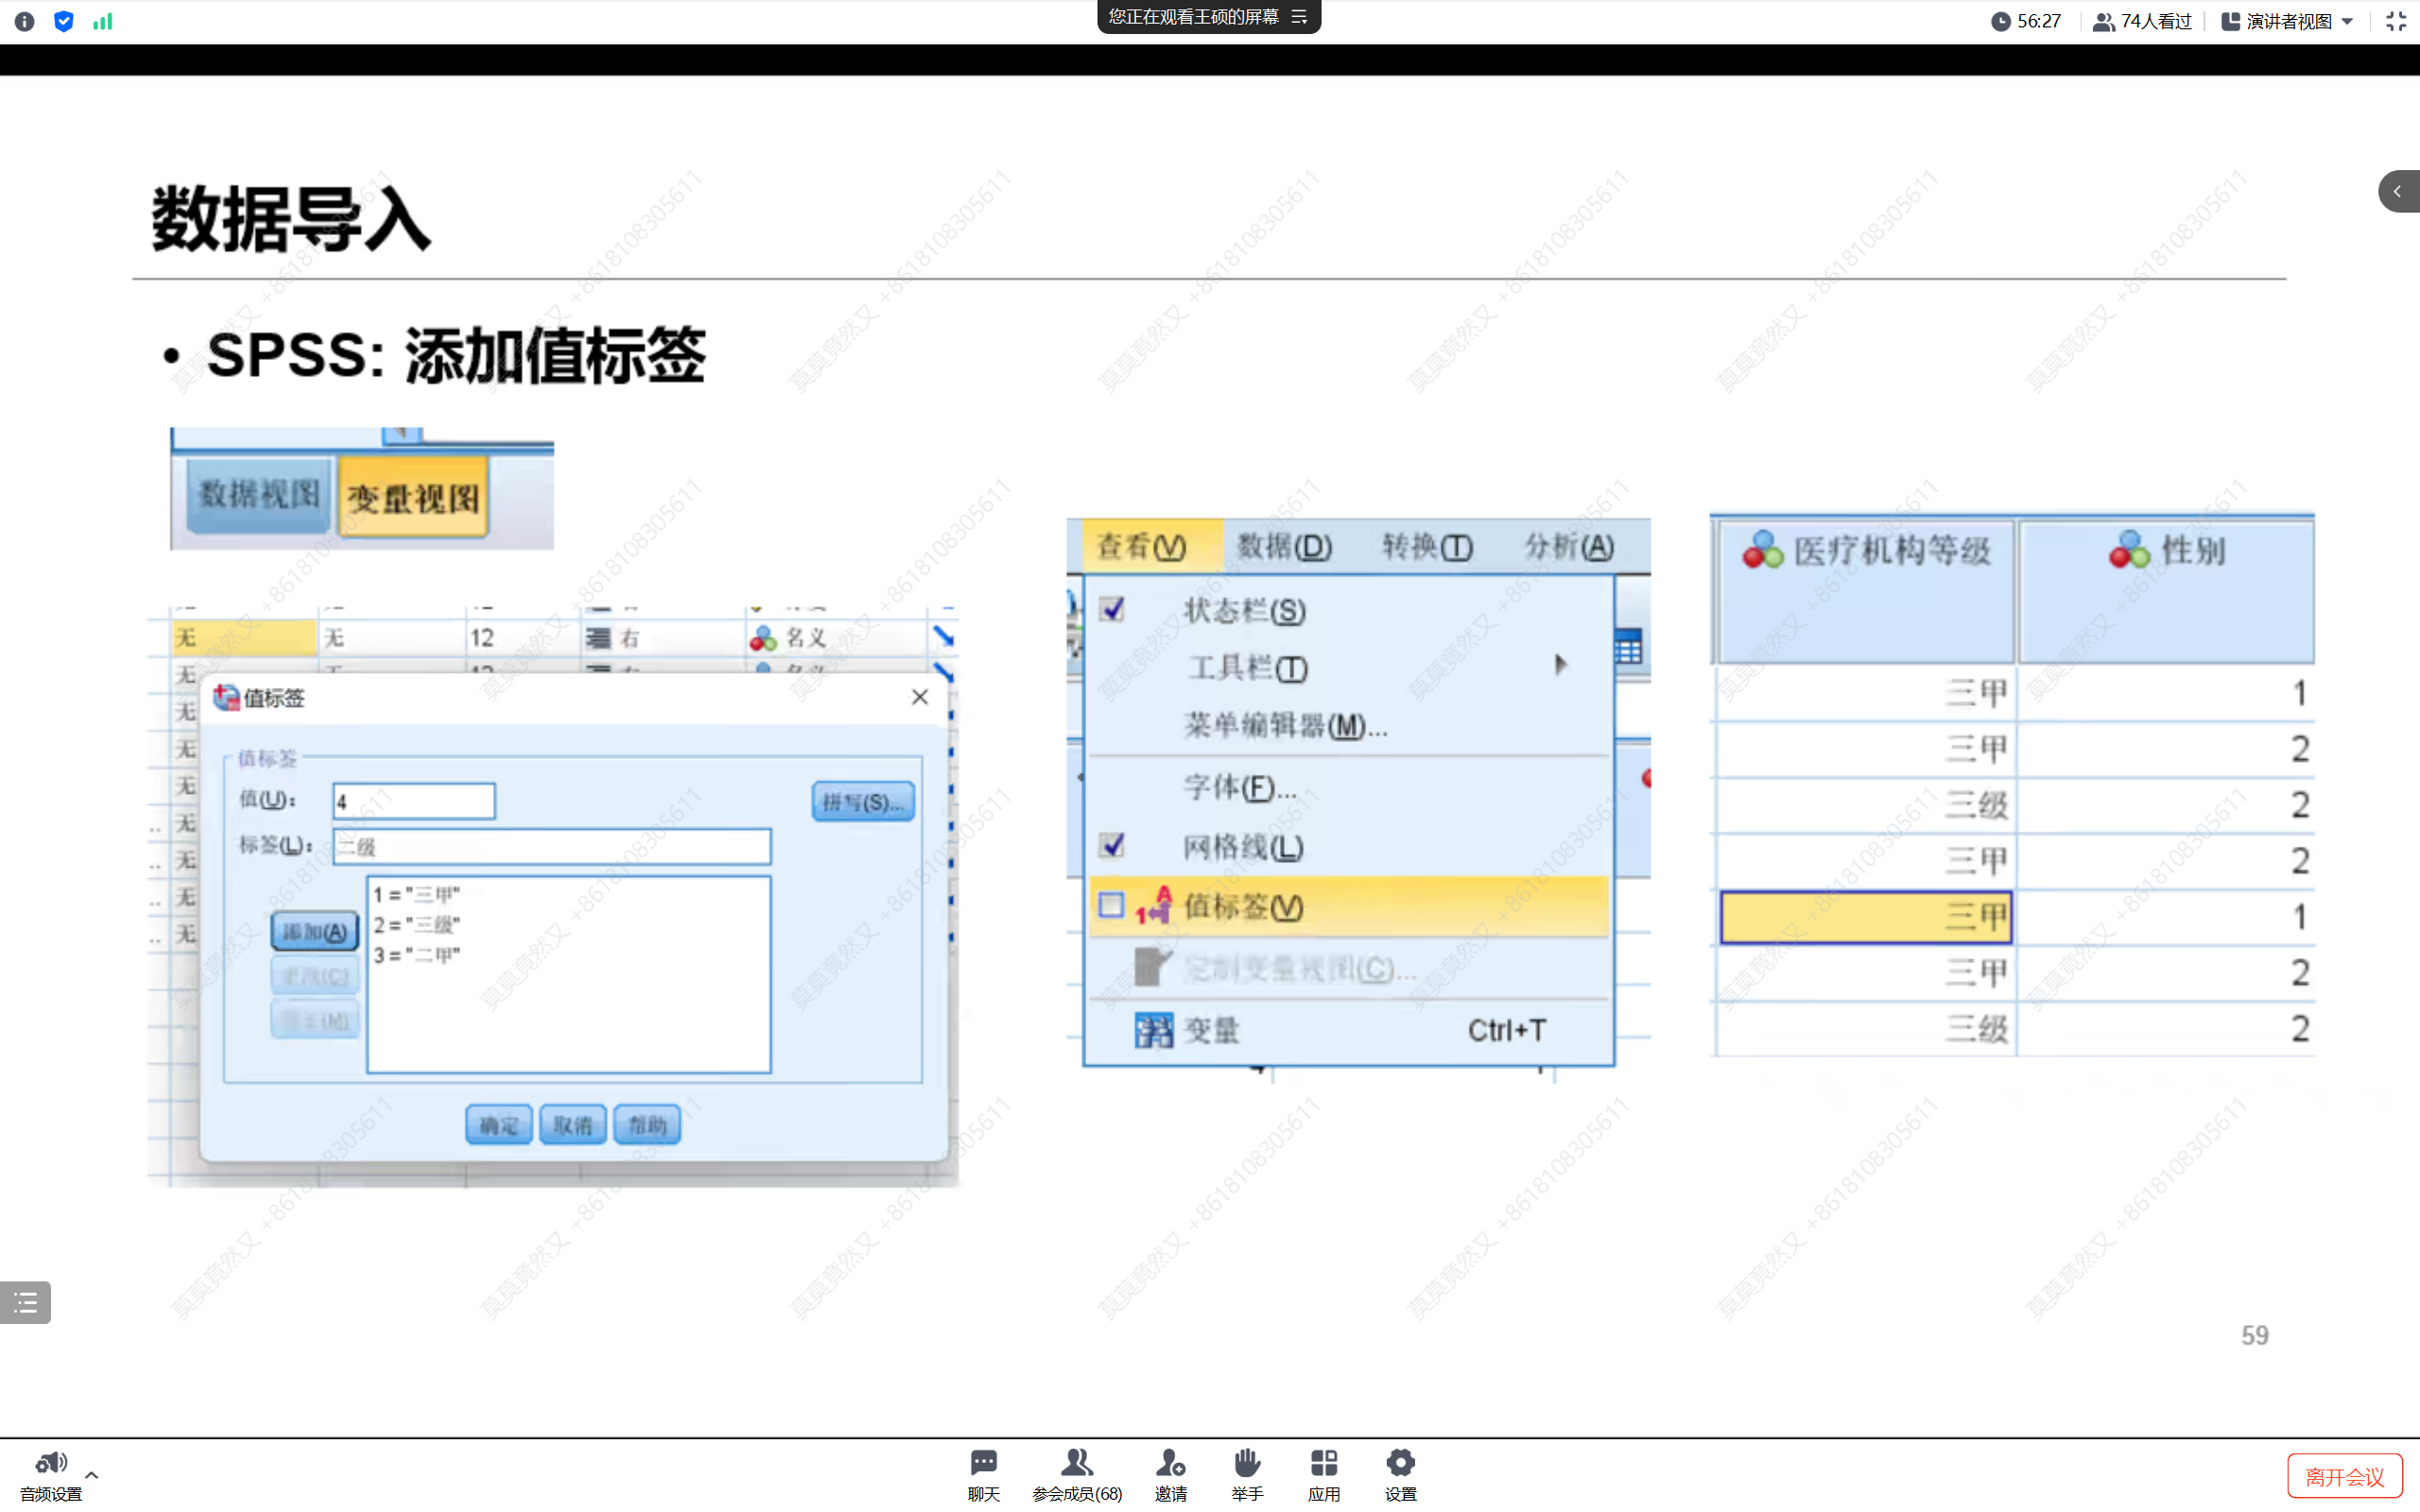 您正在观看王硕的屏幕
56:27
74人看过
演讲者视图
数据导入
• SPSS: 添加值标签
数据视图 变量视图
无 无 12 右 名义
无
无
无
无
.. 无
.. 无
.. 无
.. 无
值标签
值标签
值(U):
4
拼写(S)...
标签(L):
二级
1 = "三甲"
2 = "三级"
3 = "二甲"
添加(A)
确定 取消 帮助
查看(V) 数据(D) 转换(T) 分析(A)
状态栏(S)
工具栏(T)
菜单编辑器(M)...
字体(F)...
网格线(L)
值标签(V)
定制变量视图(C)...
变量 Ctrl+T
医疗机构等级 性别
三甲 1
三甲 2
三级 2
三甲 2
三甲 1
三甲 2
三级 2
莫莫竟然又 +8618108305611
59
音频设置
聊天
参会成员(68)
邀请
举手
应用
设置
离开会议